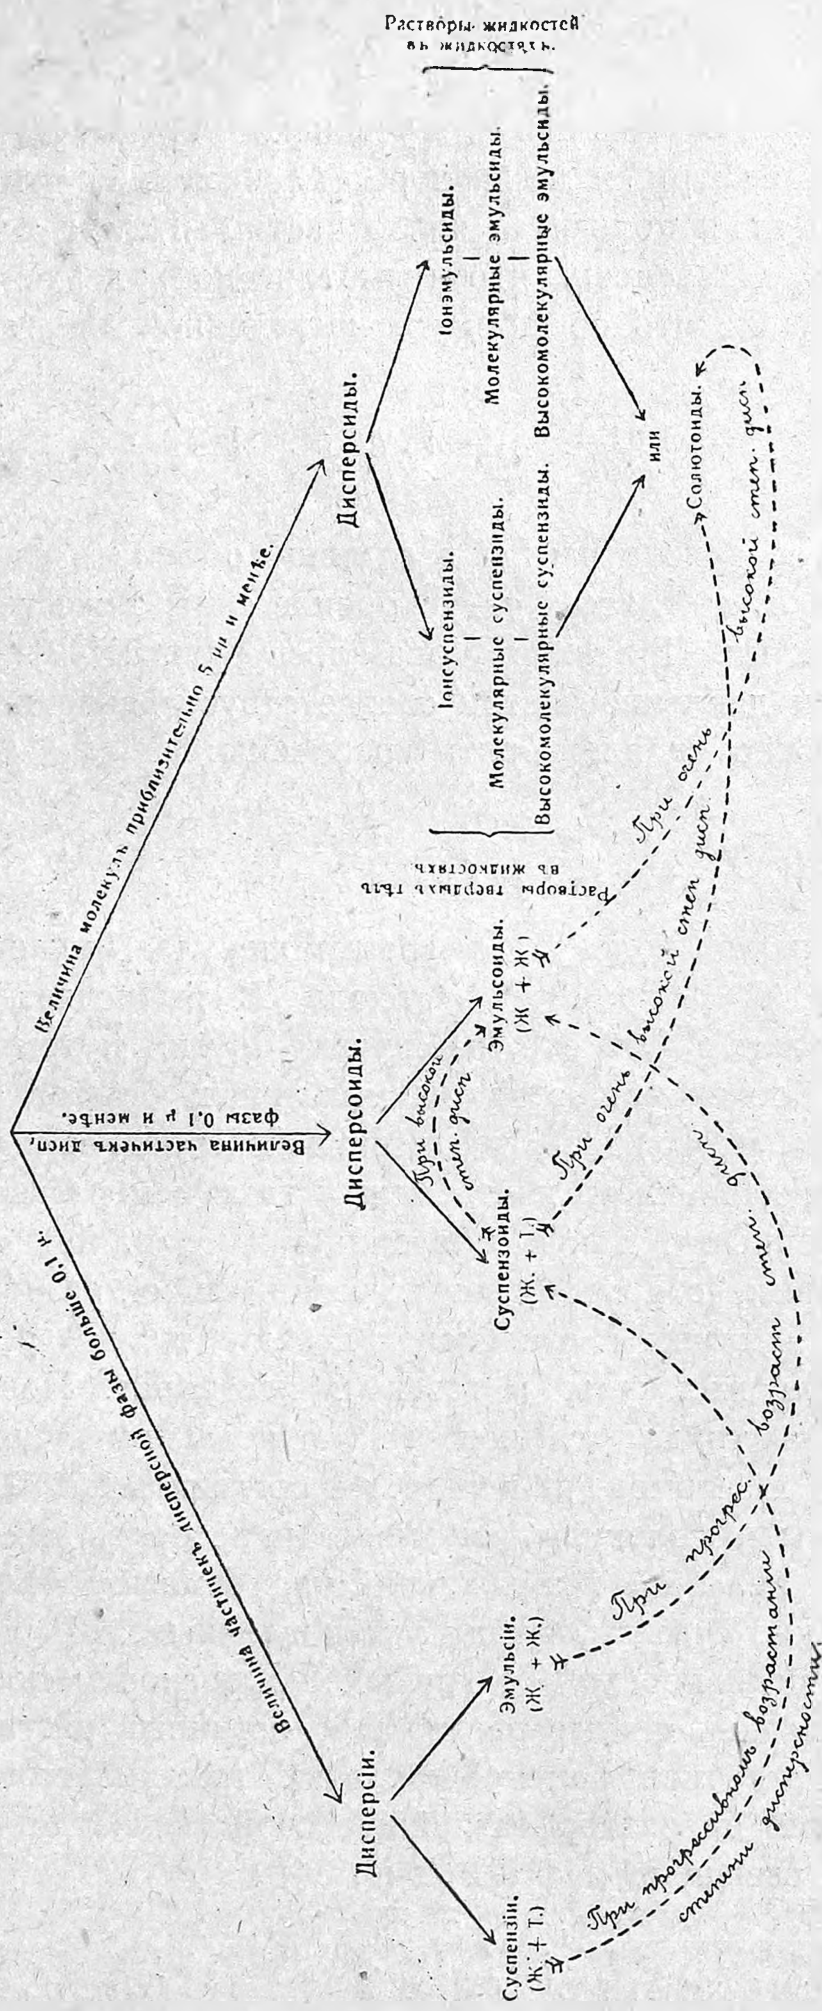 Величина частичекъ дисперсной фазы больше 0,1 μ.
Величина частичекъ дисп,
фазы 0,1 μ и менѣе.
Величина молекулъ приблизительно 5 μμ и менѣе.
Дисперсіи.
Дисперсоиды.
Дисперсиды.
Суспензіи.
(Ж + Т.)
Эмульсіи.
(Ж + Ж.)
При высокой
степ. дисп
Суспензоиды.
(Ж. + Т.)
Эмульсоиды.
(Ж + Ж)
Растворы твердыхъ тѣлъ
въ жидкостяхъ
Іонсуспензиды.
Молекулярные суспензиды.
Высокомолекулярные суспензиды.
Растворы жидкостей
въ жидкостяхъ.
Іонэмульсиды.
Молекулярные эмульсиды.
Высокомолекулярные эмульсиды.
или
Солютоиды.
При прогрессивномъ возрастаніи
степени дисперсности.
При прогрес. возраст степ. дисп
При очень высокой степ дисп.
При очень высокой степ. дисп